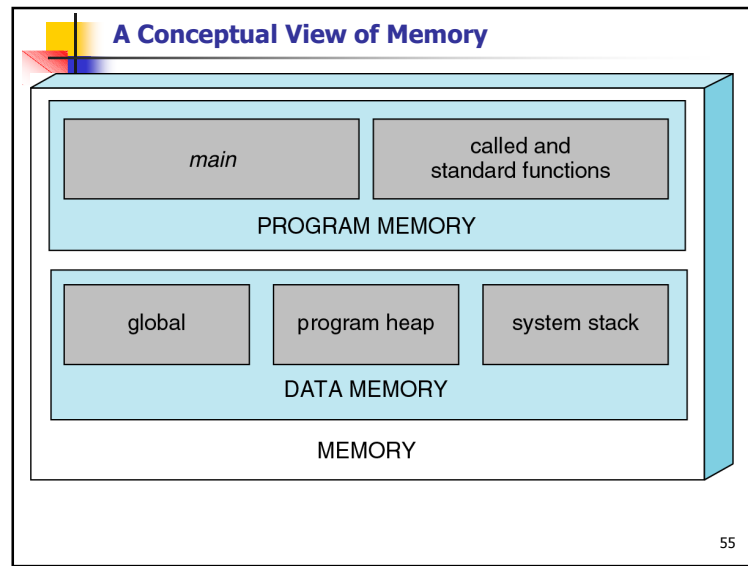 A Conceptual View of Memory
main
called and
standard functions
PROGRAM MEMORY
global
program heap
system stack
DATA MEMORY
MEMORY
55